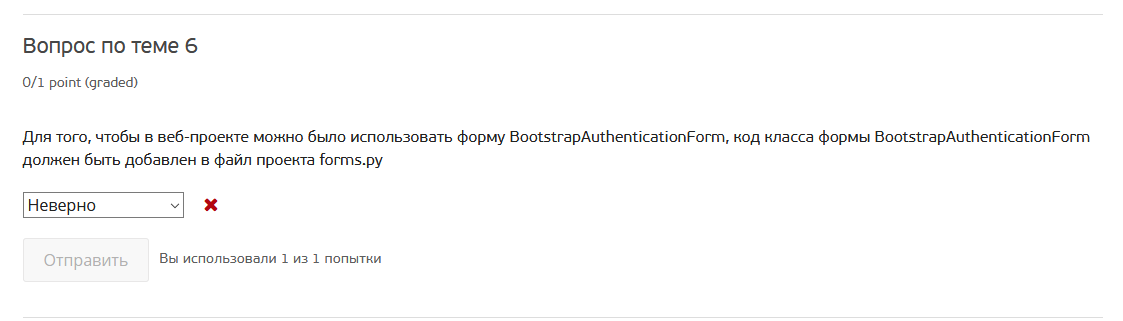 Вопрос по теме 6
0/1 point (graded)
Для того, чтобы в веб-проекте можно было использовать форму BootstrapAuthenticationForm, код класса формы BootstrapAuthenticationForm
должен быть добавлен в файл проекта forms.py
Неверно
Отправить Вы использовали 1 из 1 попытки